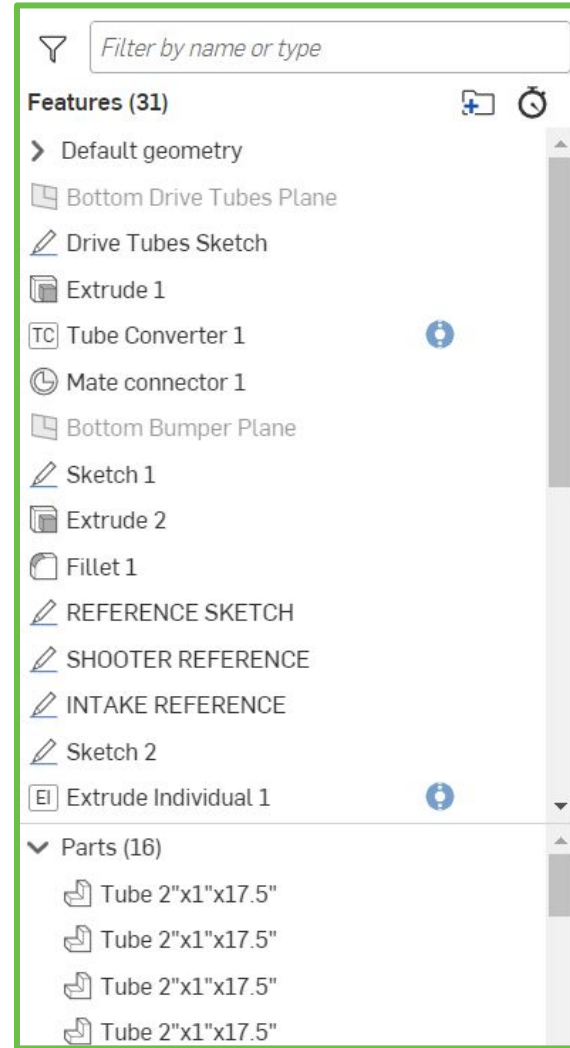 Filter by name or type
Features (31)
Default geometry
Bottom Drive Tubes Plane
Drive Tubes Sketch
Extrude 1
TC Tube Converter 1
Mate connector 1
Bottom Bumper Plane
Sketch 1
Extrude 2
Fillet 1
REFERENCE SKETCH
SHOOTER REFERENCE
INTAKE REFERENCE
Sketch 2
EI Extrude Individual 1
Parts (16)
Tube 2"x1"x17.5"
Tube 2"x1"x17.5"
Tube 2"x1"x17.5"
Tube 2"x1"x17.5"